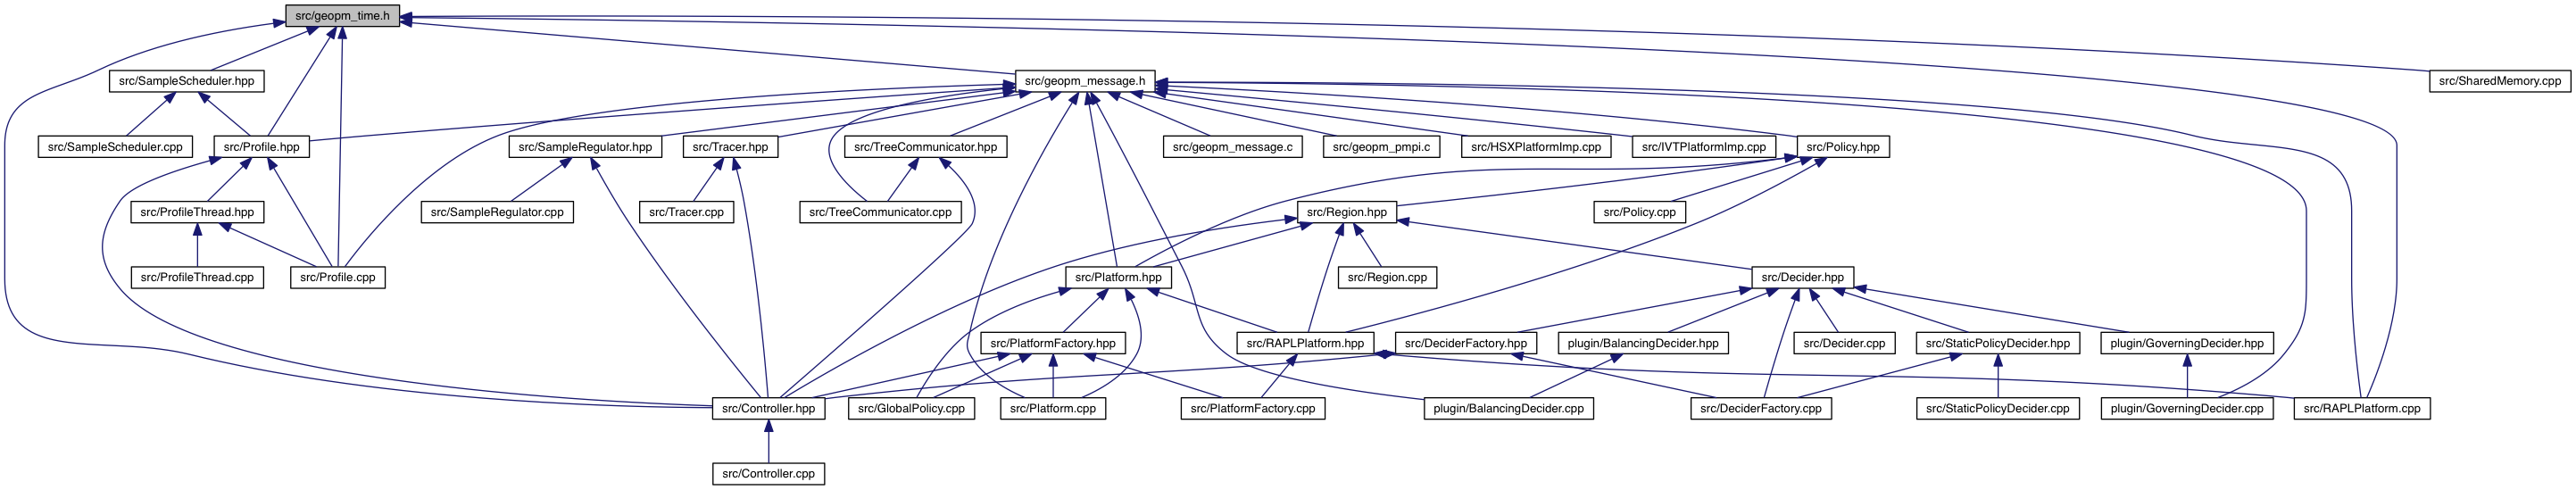 src/geopm_time.h
src/SampleScheduler.hpp
src/geopm_message.h
src/SharedMemory.cpp
src/SampleScheduler.cpp
src/Profile.hpp
src/SampleRegulator.hpp
src/Tracer.hpp
src/TreeCommunicator.hpp
src/geopm_message.c
src/geopm_pmpi.c
src/HSXPlatformImp.cpp
src/IVTPlatformImp.cpp
src/Policy.hpp
src/ProfileThread.hpp
src/SampleRegulator.cpp
src/Tracer.cpp
src/TreeCommunicator.cpp
src/Region.hpp
src/Policy.cpp
src/ProfileThread.cpp
src/Profile.cpp
src/Platform.hpp
src/Region.cpp
src/Decider.hpp
src/PlatformFactory.hpp
src/RAPLPlatform.hpp
src/DeciderFactory.hpp
plugin/BalancingDecider.hpp
src/Decider.cpp
src/StaticPolicyDecider.hpp
plugin/GoverningDecider.hpp
src/Controller.hpp
src/GlobalPolicy.cpp
src/Platform.cpp
src/PlatformFactory.cpp
plugin/BalancingDecider.cpp
src/DeciderFactory.cpp
src/StaticPolicyDecider.cpp
plugin/GoverningDecider.cpp
src/RAPLPlatform.cpp
src/Controller.cpp